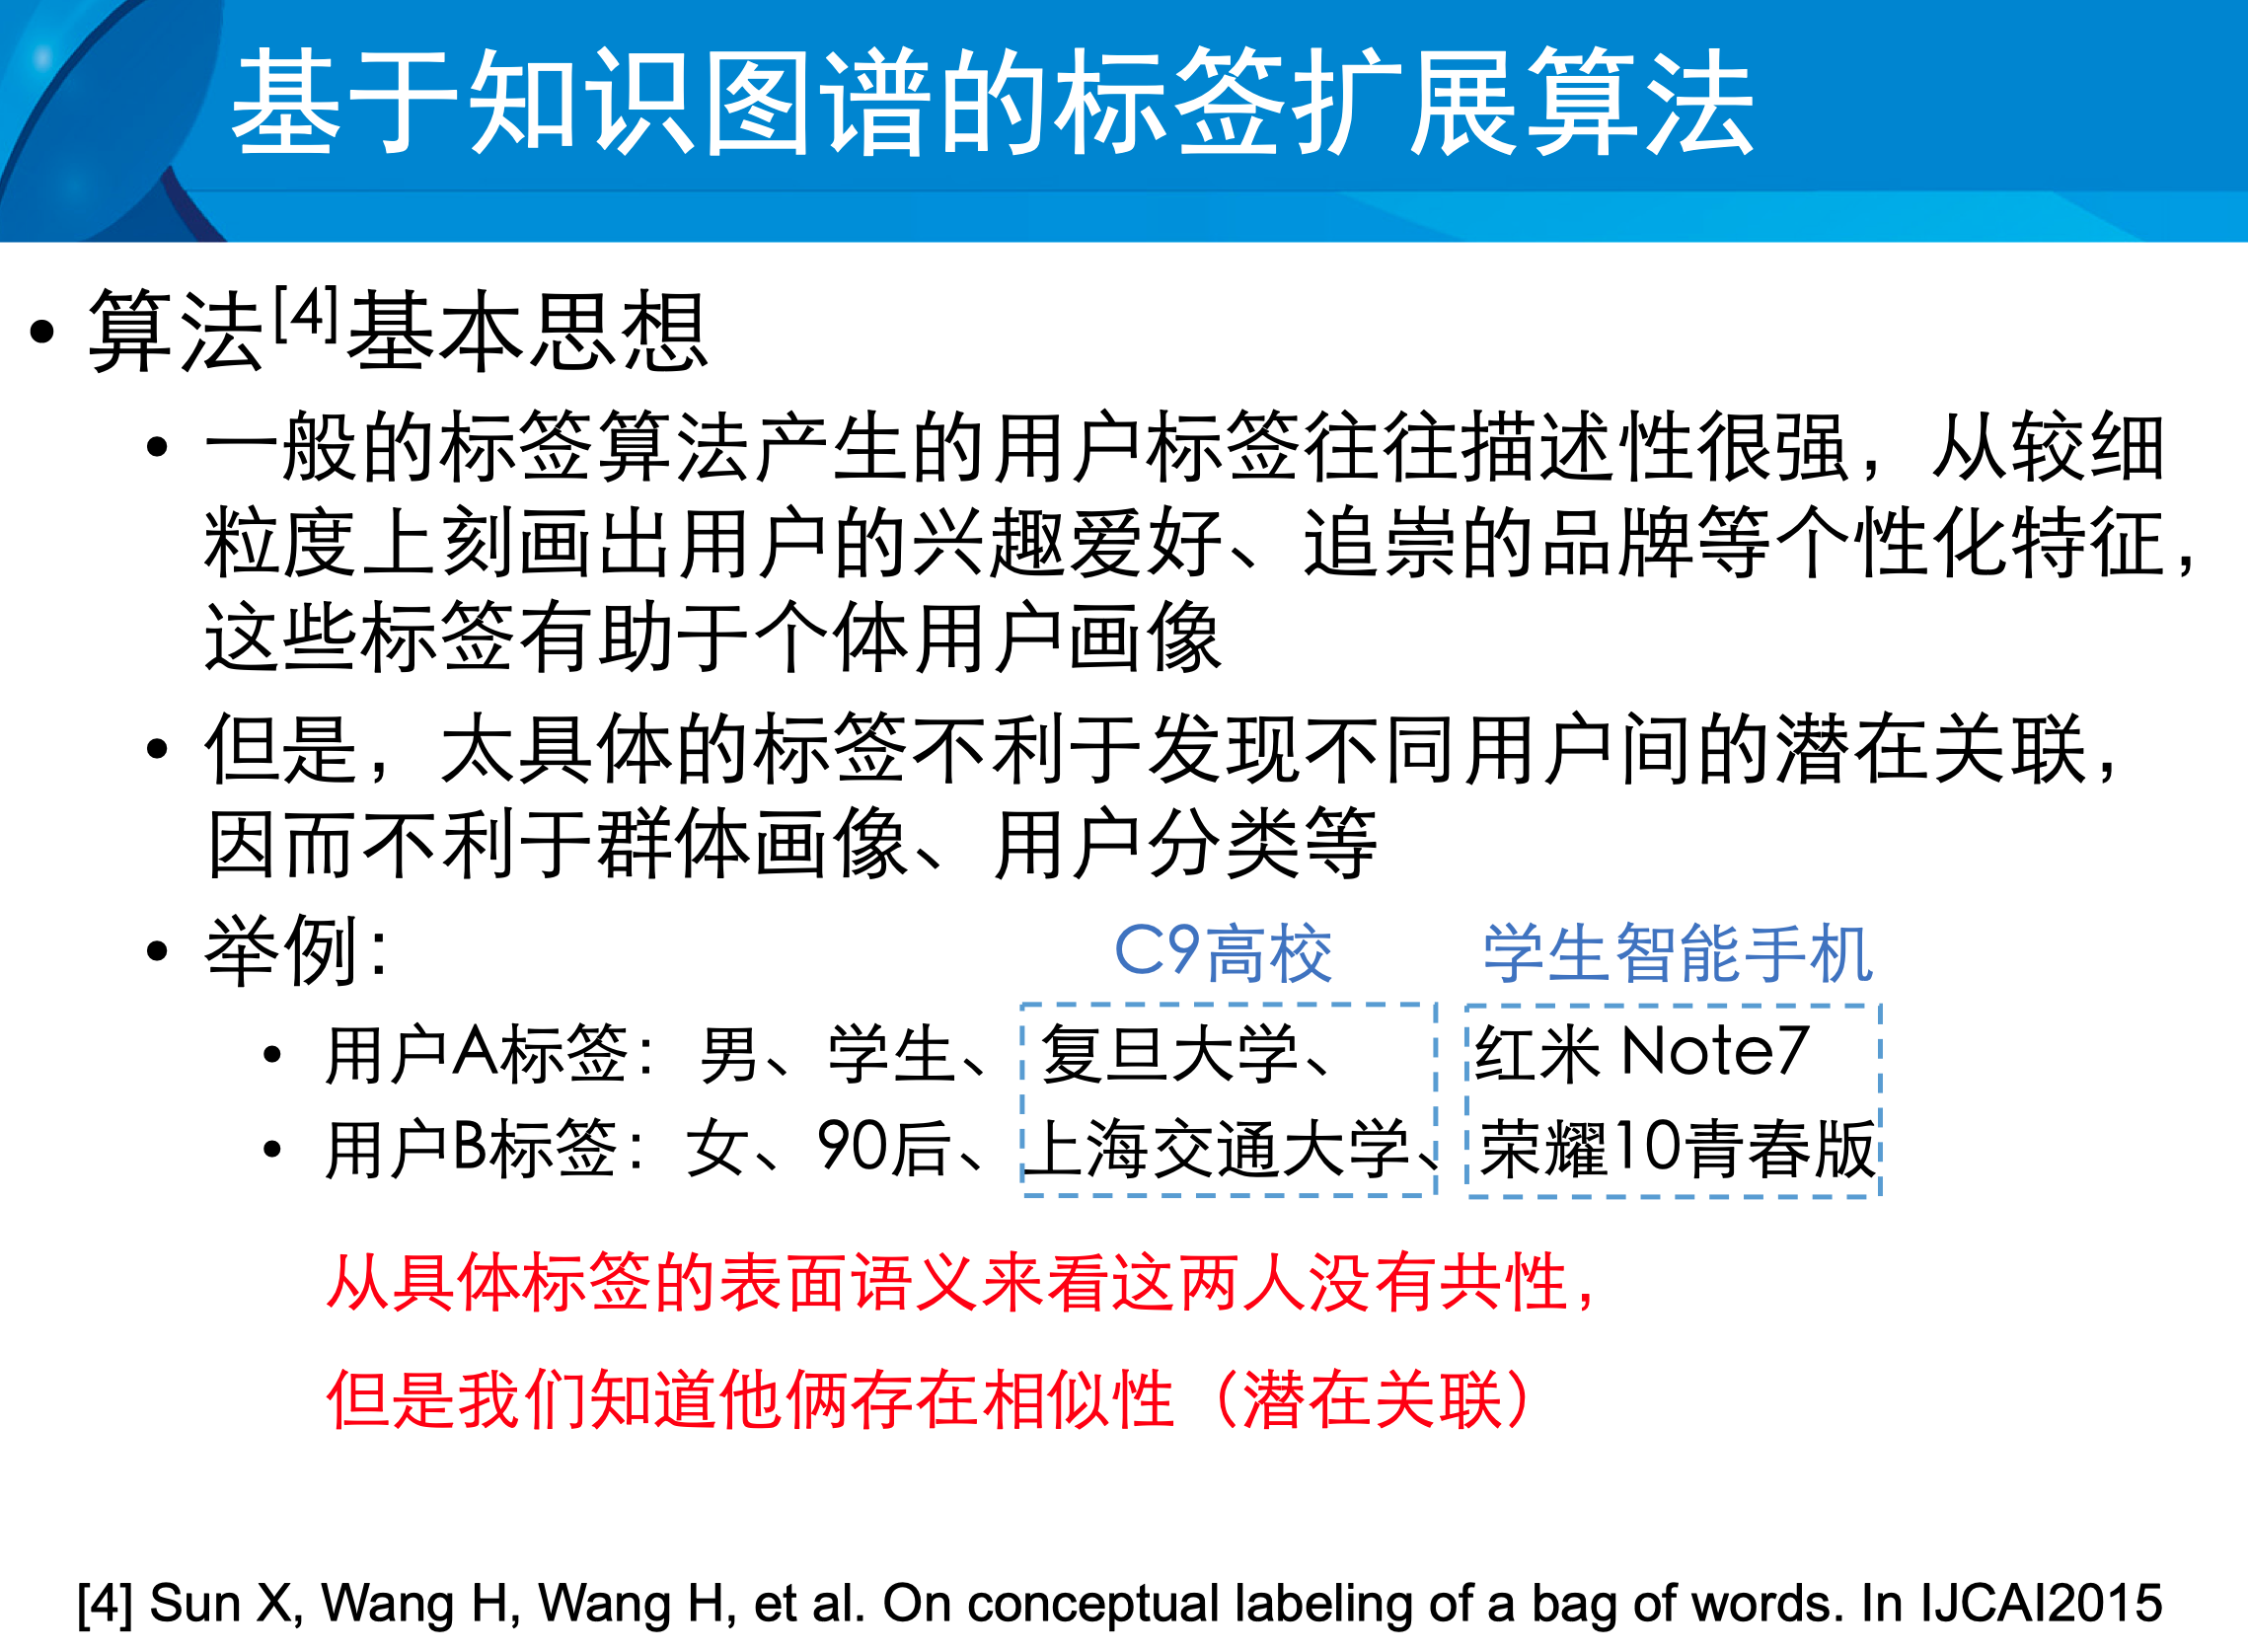 基于知识图谱的标签扩展算法
• 算法[4]基本思想
• 一般的标签算法产生的用户标签往往描述性很强，从较细
粒度上刻画出用户的兴趣爱好、追崇的品牌等个性化特征，
这些标签有助于个体用户画像
• 但是，太具体的标签不利于发现不同用户间的潜在关联，
因而不利于群体画像、用户分类等
• 举例：
C9高校 学生智能手机
• 用户A标签：男、学生、复旦大学、 红米 Note7
• 用户B标签：女、90后、上海交通大学、 荣耀10青春版
从具体标签的表面语义来看这两人没有共性，
但是我们知道他俩存在相似性（潜在关联）
[4] Sun X, Wang H, Wang H, et al. On conceptual labeling of a bag of words. In IJCAI2015